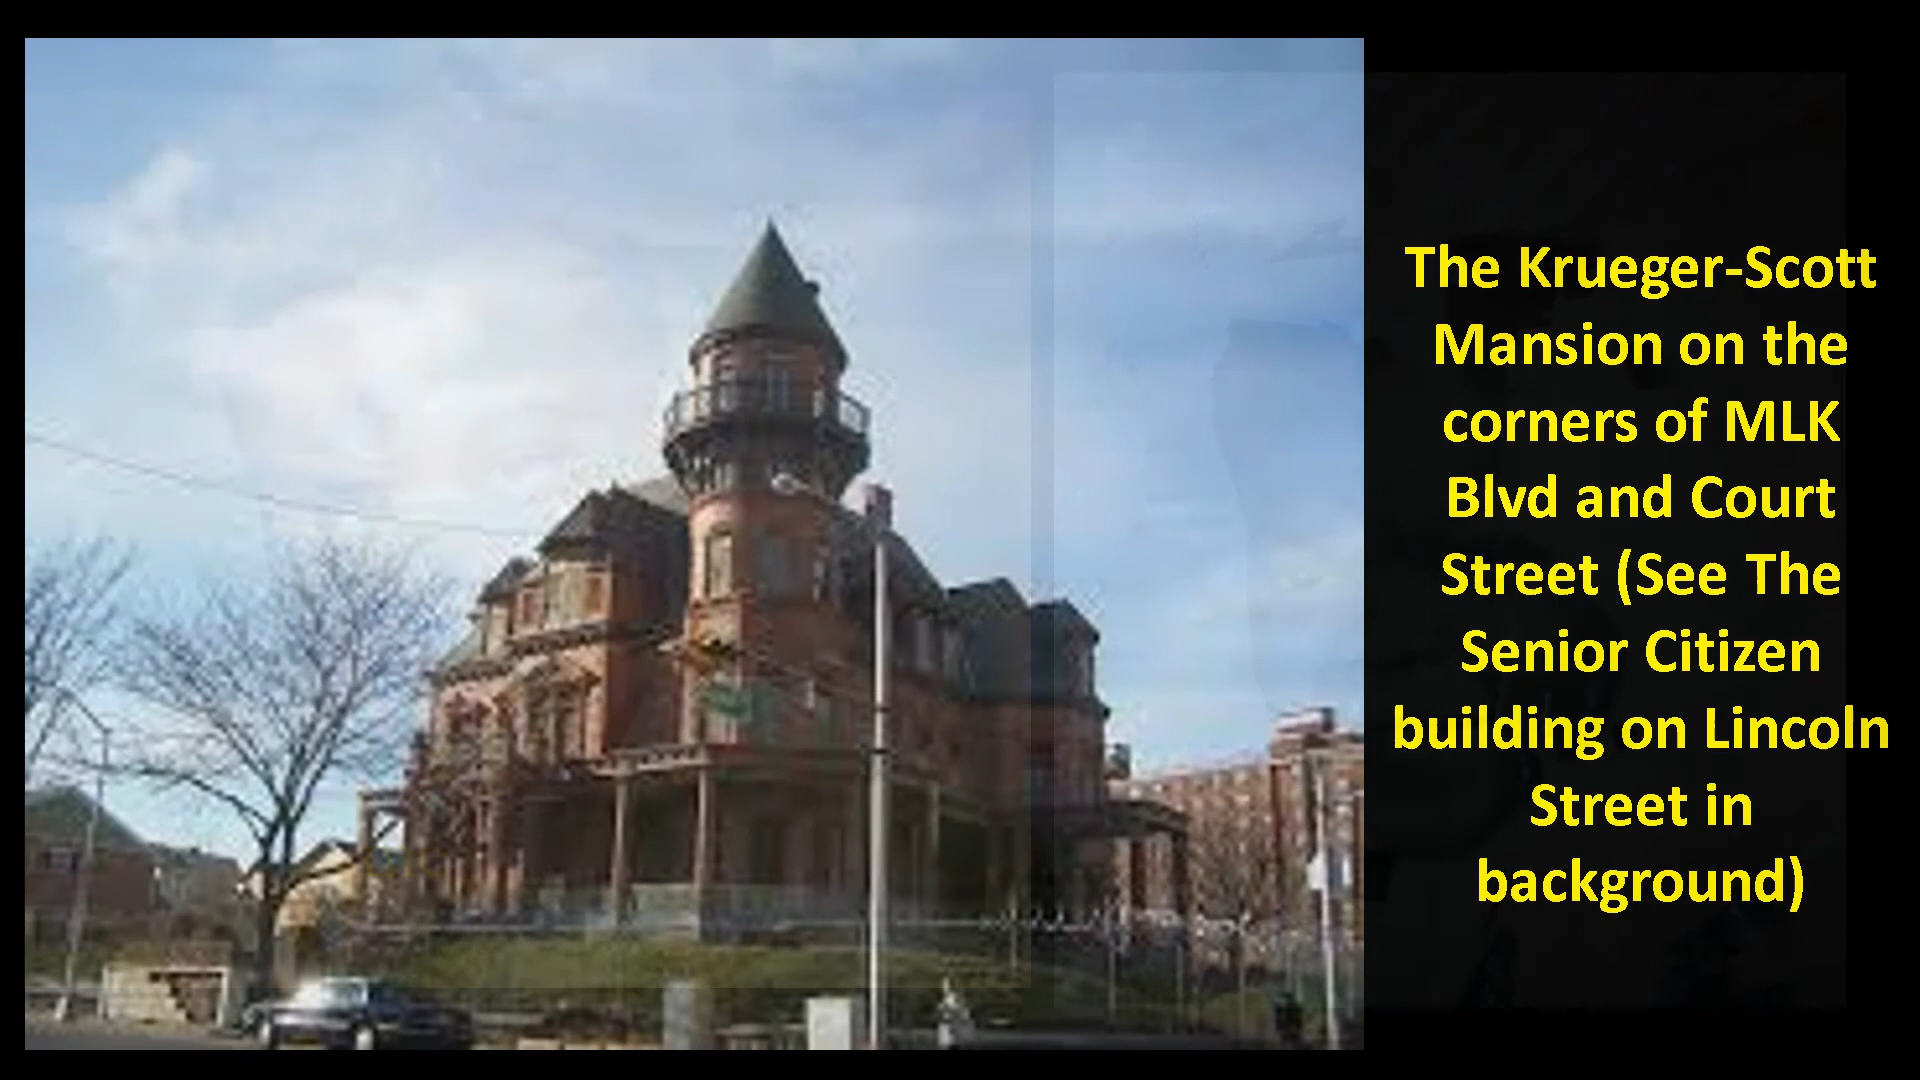 The Krueger-Scott
Mansion on the
corners of MLK
Blvd and Court
Street (See The
Senior Citizen
building on Lincoln
Street in
background)